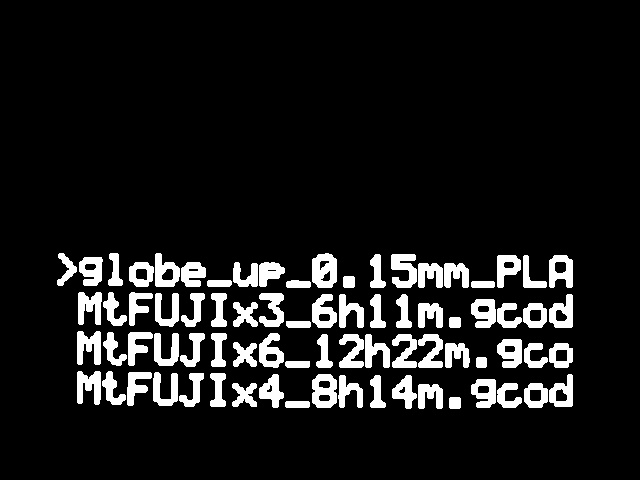 >globe_up_0.15mm_PLA
MtFUJIx3_6h11m.gcod
MtFUJIx6_12h22m.gco
MtFUJIx4_8h14m.gcod